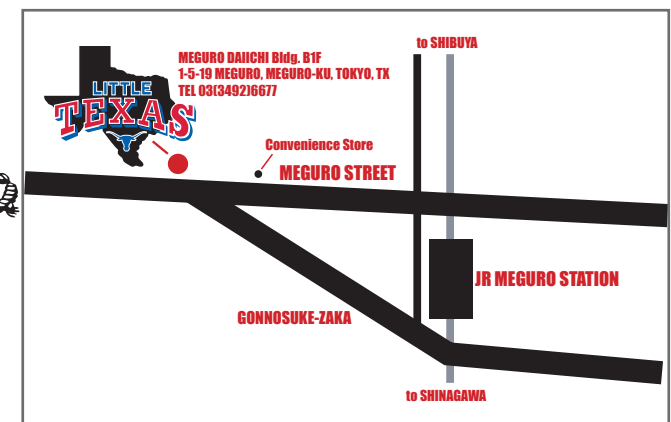 to SHIBUYA
MEGURO DAIICHI Bldg. B1F
1-5-19 MEGURO, MEGURO-KU, TOKYO, TX
TEL 03(3492)6677
LITTLE
TEXAS
Convenience Store
MEGURO STREET
JR MEGURO STATION
GONNOSUKE-ZAKA
to SHINAGAWA